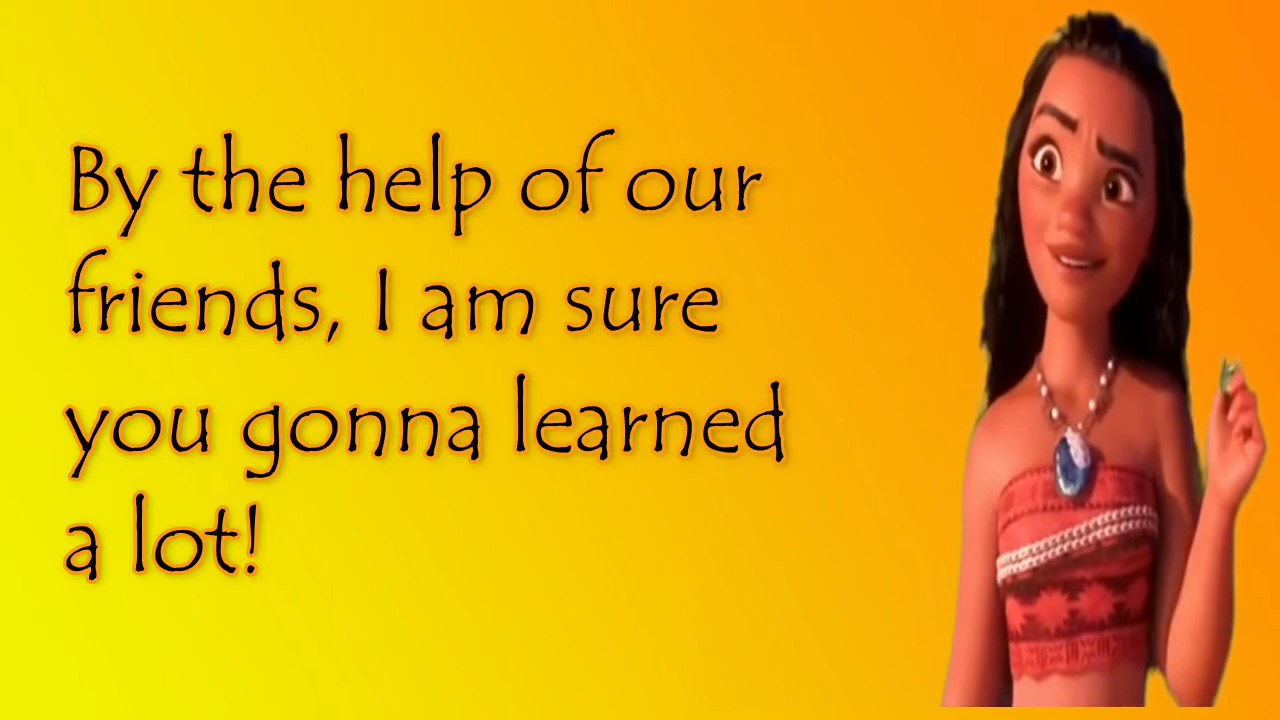 By the help of our
friends, I am sure
you gonna learned
a lot!